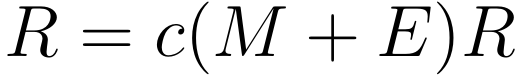 R = c(M + E)R